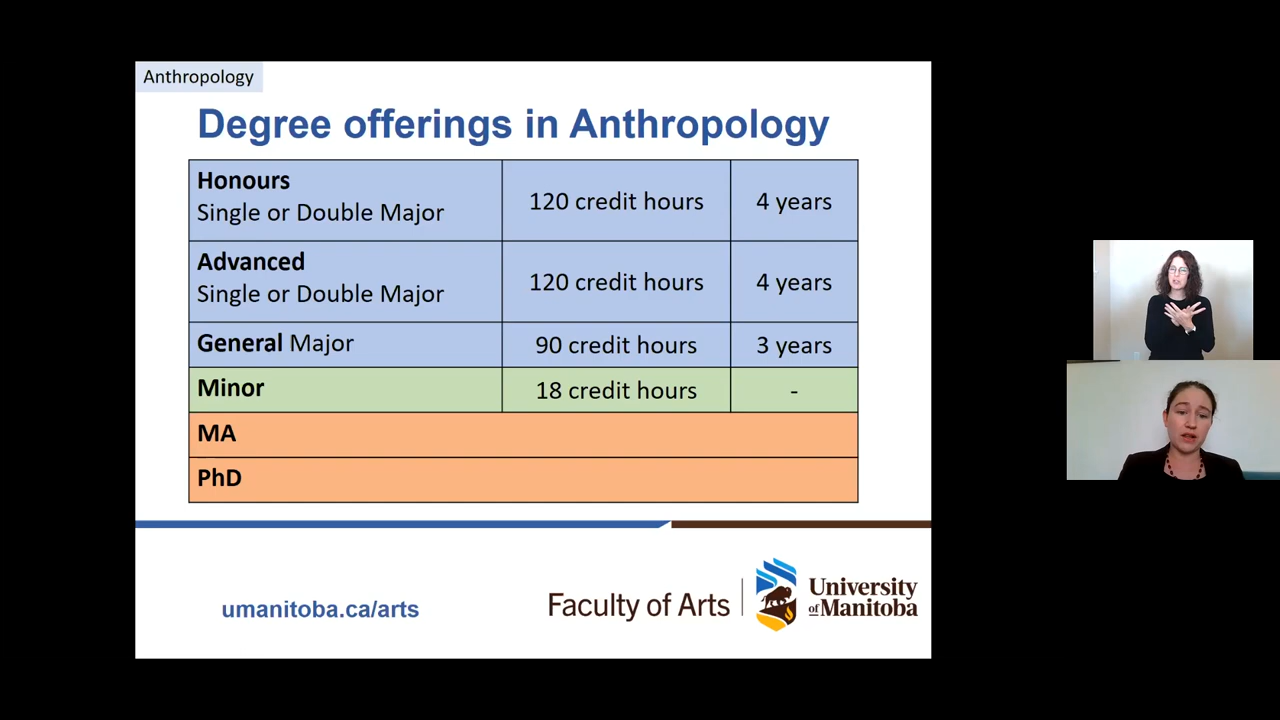 Anthropology
Degree offerings in Anthropology
Honours
Single or Double Major
120 credit hours
4 years
Advanced
Single or Double Major
120 credit hours
4 years
General Major
90 credit hours
3 years
Minor
18 credit hours
-
MA
PhD
umanitoba.ca/arts
Faculty of Arts
University
of Manitoba